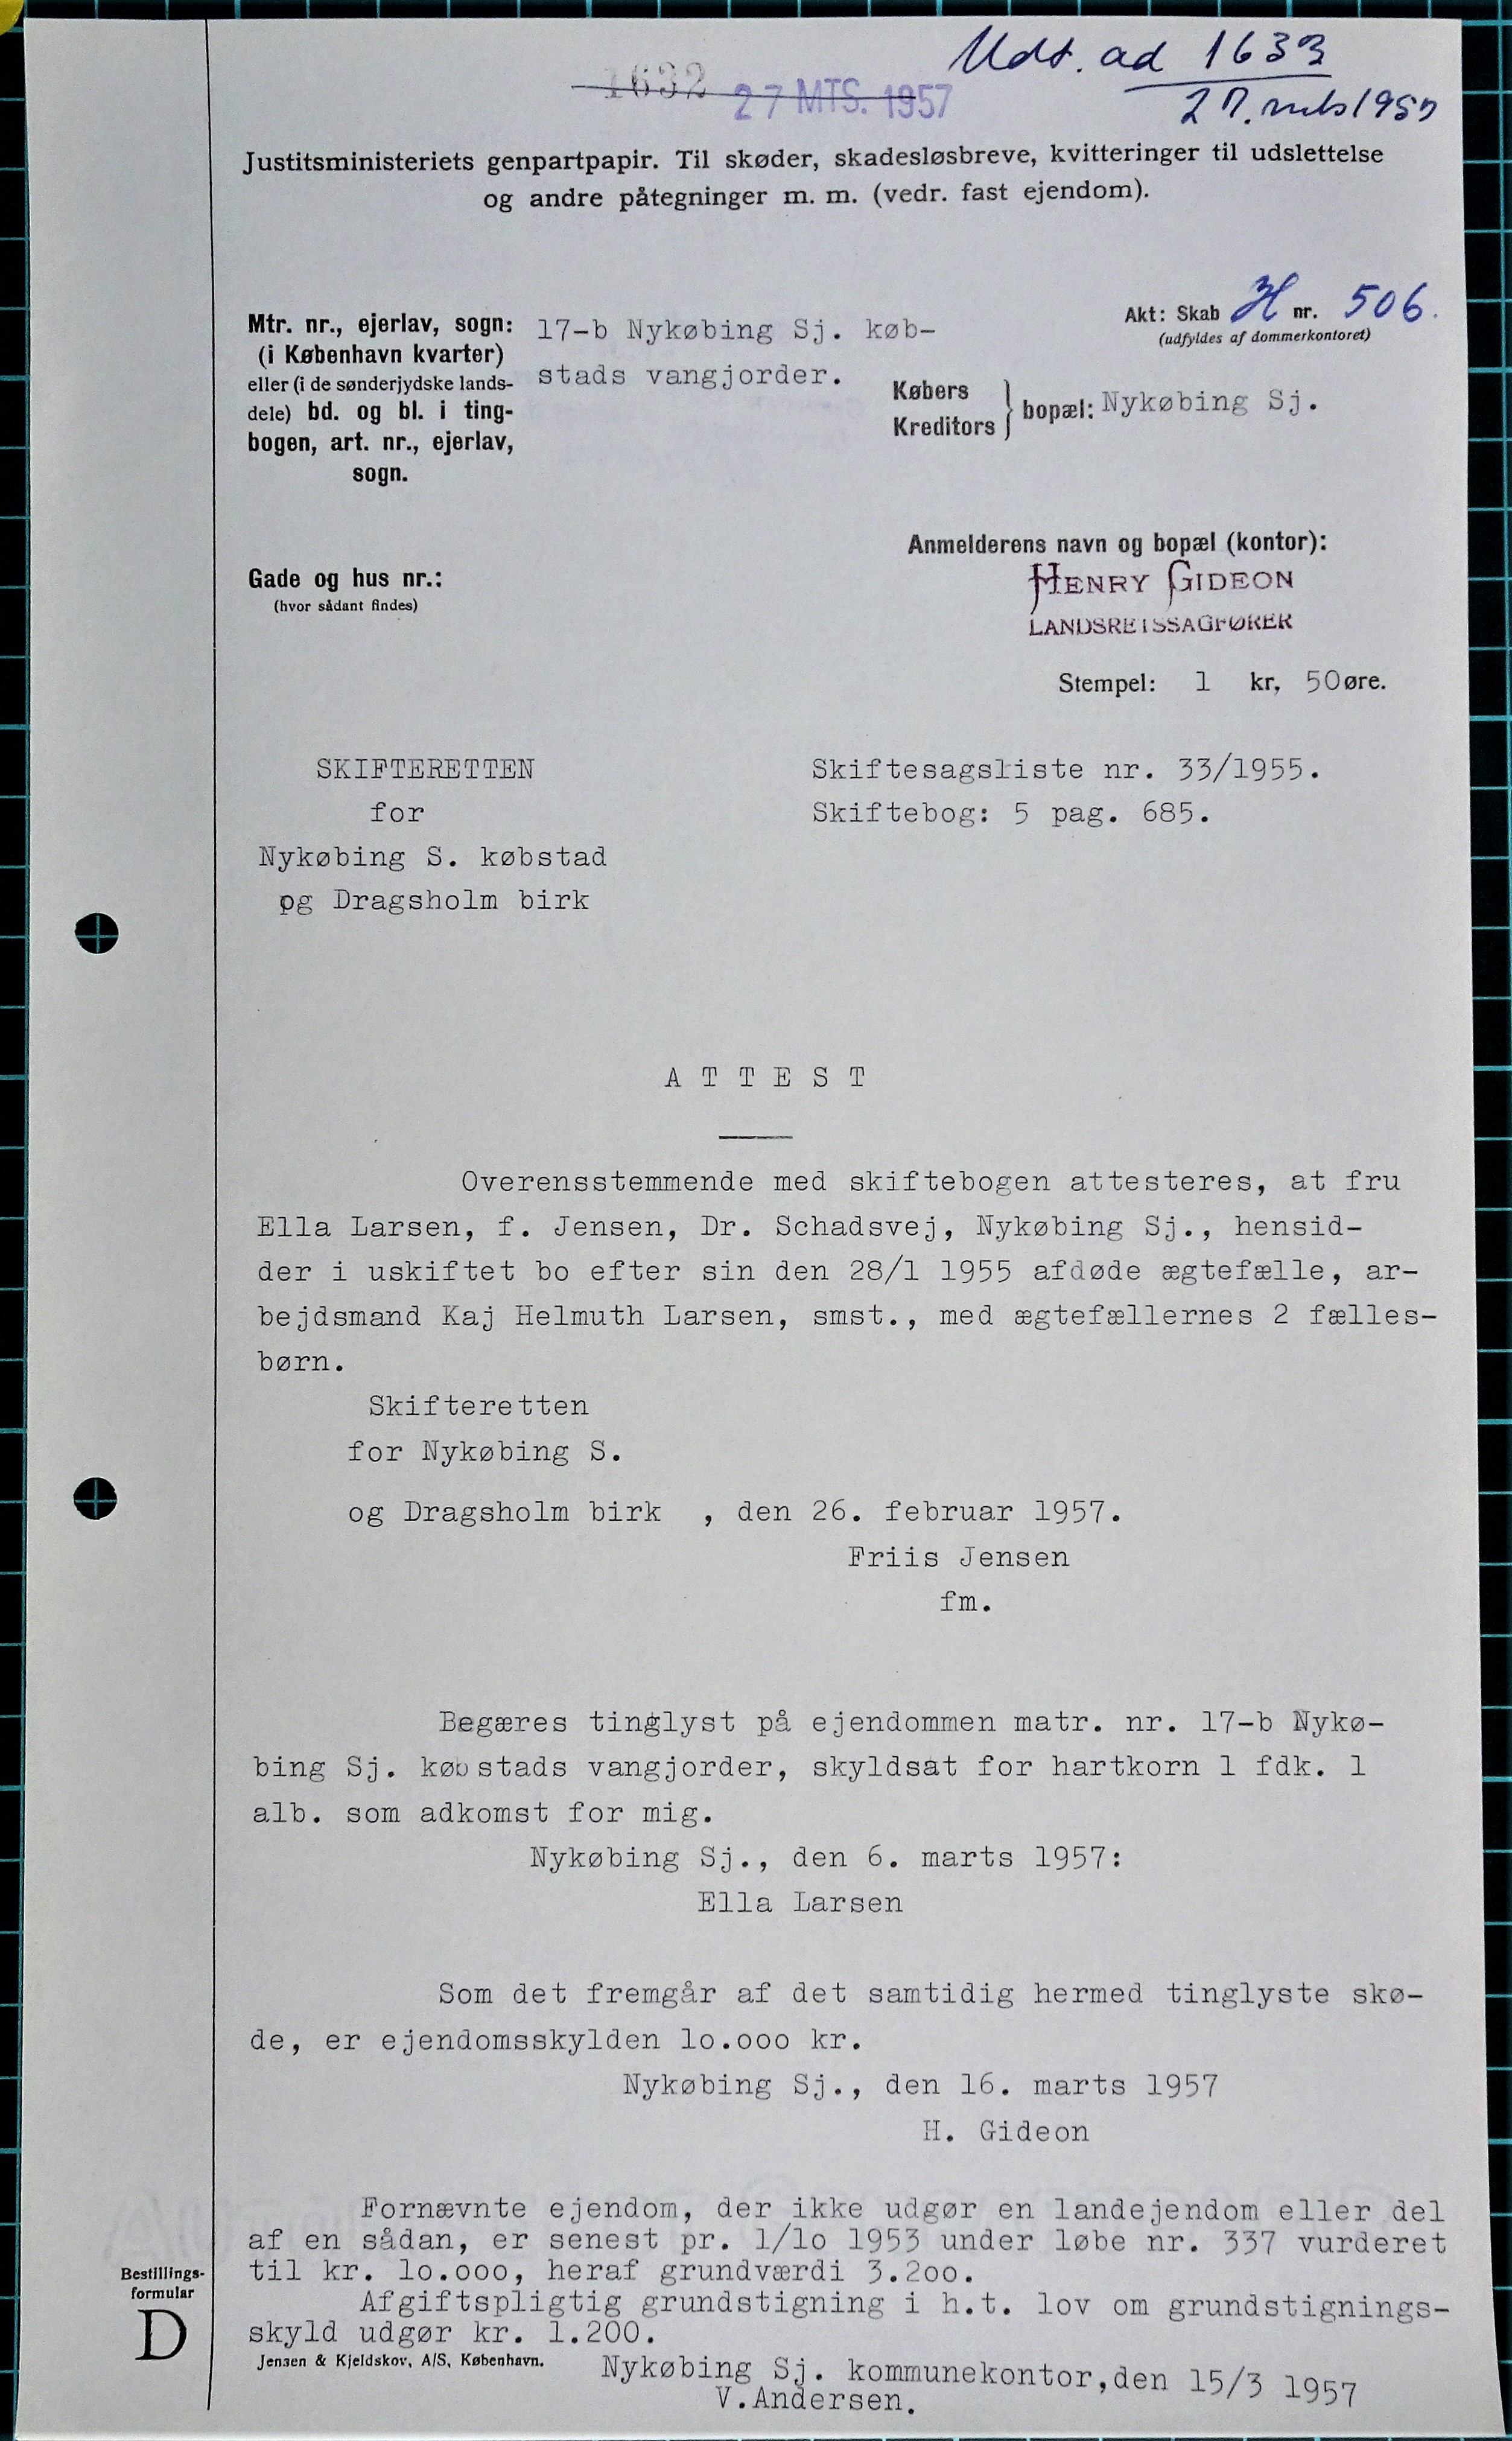 Udt. ad 1633
27. mts 1957
1632 27 MTS. 1957
Justitsministeriets genpartpapir. Til skøder, skadesløsbreve, kvitteringer til udslettelse
og andre påtegninger m. m. (vedr. fast ejendom).
Akt: Skab H nr. 506.
(udfyldes af dommerkontoret)
Mtr. nr., ejerlav, sogn: 17-b Nykøbing Sj. køb-
(i København kvarter)
eller (i de sønderjydske lands- stads vangjorder.
dele) bd. og bl. i ting-
bogen, art. nr., ejerlav,
sogn.
Købers
Kreditors } bopæl: Nykøbing Sj.
Anmelderens navn og bopæl (kontor):
Gade og hus nr.:
(hvor sådant findes)
HENRY GIDEON
LANDSRETSSAGFØRER
Stempel: 1 kr, 50 øre.
SKIFTERETTEN
for
Nykøbing S. købstad
og Dragsholm birk
Skiftesagsliste nr. 33/1955.
Skiftebog: 5 pag. 685.
A T T E S T
Overensstemmende med skiftebogen attesteres, at fru
Ella Larsen, f. Jensen, Dr. Schadsvej, Nykøbing Sj., hensid-
der i uskiftet bo efter sin den 28/1 1955 afdøde ægtefælle, ar-
bejdsmand Kaj Helmuth Larsen, smst., med ægtefællernes 2 fælles-
børn.
Skifteretten
for Nykøbing S.
og Dragsholm birk , den 26. februar 1957.
Friis Jensen
fm.
Begæres tinglyst på ejendommen matr. nr. 17-b Nykø-
bing Sj. købstads vangjorder, skyldsat for hartkorn 1 fdk. 1
alb. som adkomst for mig.
Nykøbing Sj., den 6. marts 1957:
Ella Larsen
Som det fremgår af det samtidig hermed tinglyste skø-
de, er ejendomsskylden lo.ooo kr.
Nykøbing Sj., den 16. marts 1957
H. Gideon
Fornævnte ejendom, der ikke udgør en landejendom eller del
af en sådan, er senest pr. 1/lo 1953 under løbe nr. 337 vurderet
til kr. lo.ooo, heraf grundværdi 3.2oo.
Afgiftspligtig grundstigning i h.t. lov om grundstignings-
skyld udgør kr. 1.200.
Nykøbing Sj. kommunekontor,den 15/3 1957
V.Andersen.
Bestillings-
formular
D
Jensen & Kjeldskov, A/S, København.